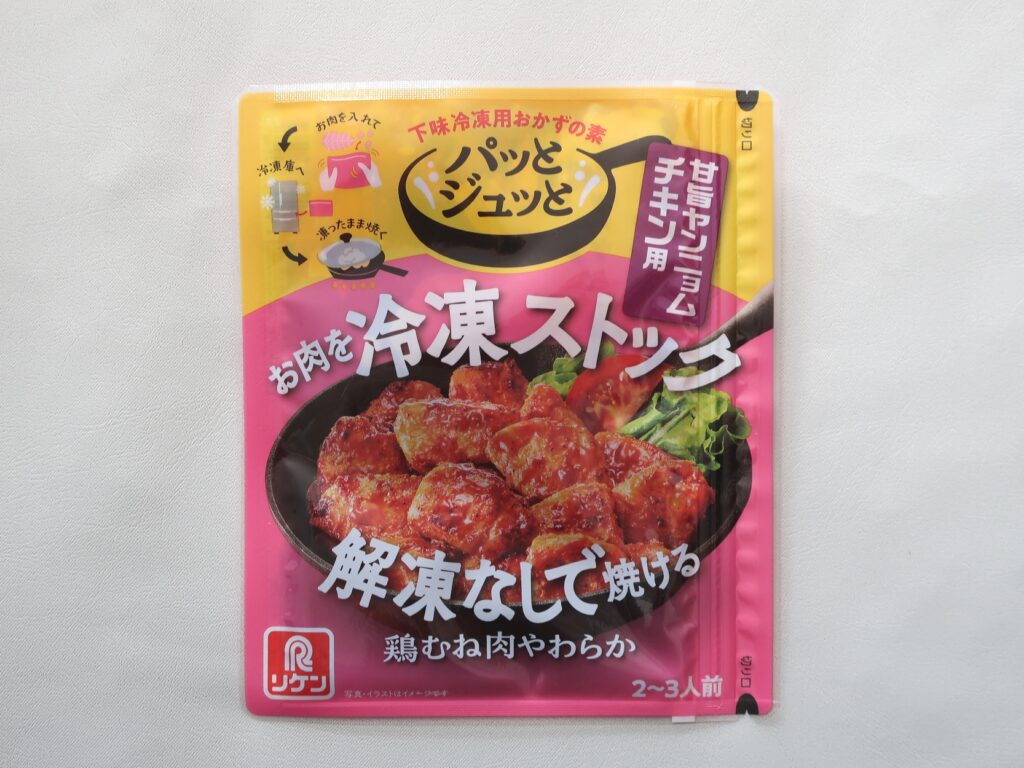 お肉を入れて
冷凍庫へ
凍ったまま焼く
下味冷凍用おかずの素
パッと
ジュッと
甘旨ヤンニョム
チキン用
切り口
お肉を冷凍ストック
解凍なしで焼ける
鶏むね肉やわらか
リケン
写真・イラストはイメージです
2～3人前
切り口